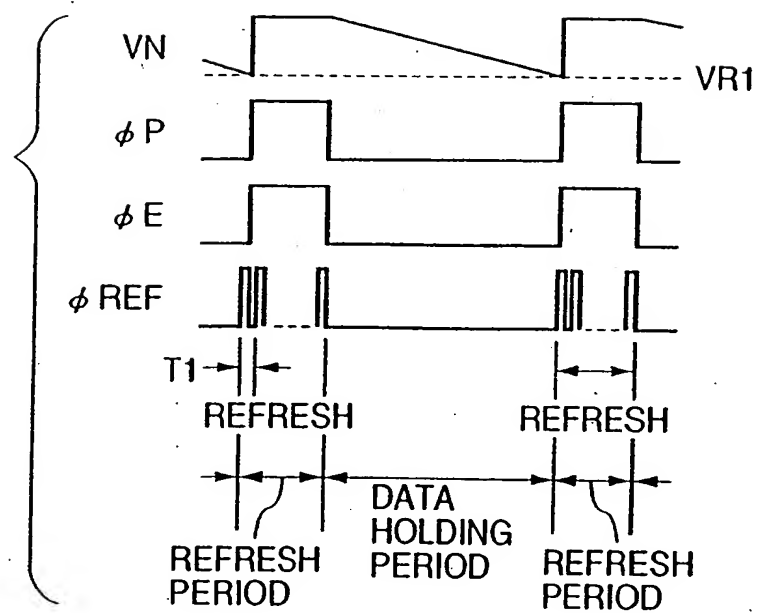 VN
VR1
φP
φE
φREF
T1
REFRESH
REFRESH
DATA
HOLDING
PERIOD
REFRESH
PERIOD
REFRESH
PERIOD